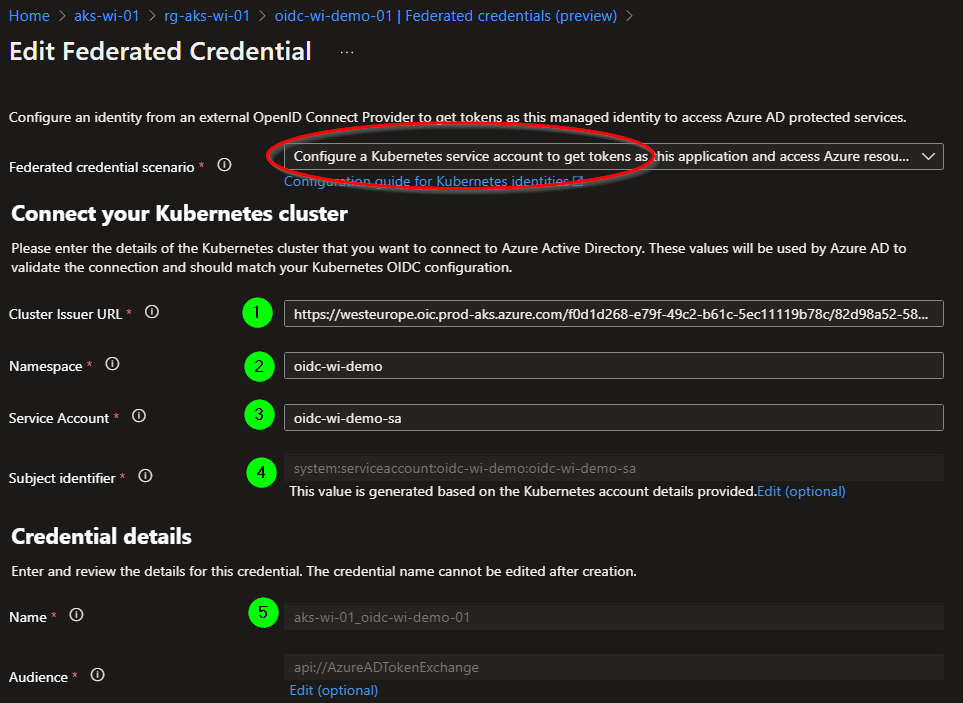 Home > aks-wi-01 > rg-aks-wi-01 > oidc-wi-demo-01 | Federated credentials (preview) >
Edit Federated Credential ...
Configure an identity from an external OpenID Connect Provider to get tokens as this managed identity to access Azure AD protected services.
Federated credential scenario * Configure a Kubernetes service account to get tokens as this application and access Azure resou...
Configuration guide for Kubernetes identities
Connect your Kubernetes cluster
Please enter the details of the Kubernetes cluster that you want to connect to Azure Active Directory. These values will be used by Azure AD to
validate the connection and should match your Kubernetes OIDC configuration.
Cluster Issuer URL * 1 https://westeurope.oic.prod-aks.azure.com/f0d1d268-e79f-49c2-b61c-5ec11119b78c/82d98a52-58...
Namespace * 2 oidc-wi-demo
Service Account * 3 oidc-wi-demo-sa
Subject identifier * 4 system:serviceaccount:oidc-wi-demo:oidc-wi-demo-sa
This value is generated based on the Kubernetes account details provided.Edit (optional)
Credential details
Enter and review the details for this credential. The credential name cannot be edited after creation.
Name * 5 aks-wi-01_oidc-wi-demo-01
Audience * api://AzureADTokenExchange
Edit (optional)